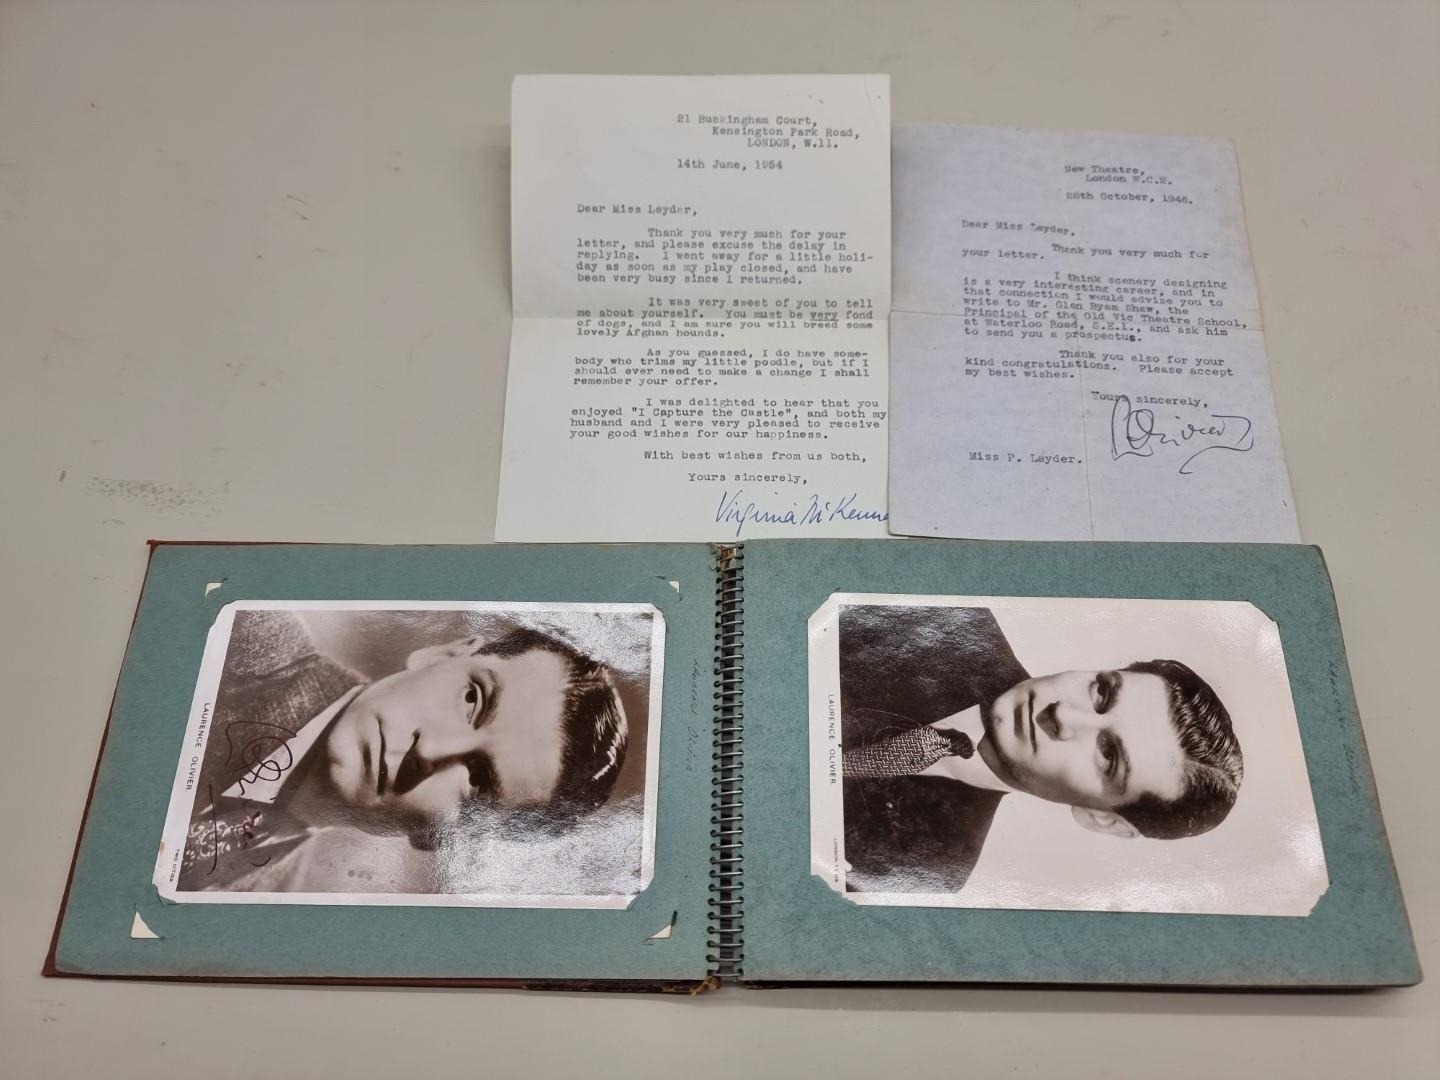 21 Buckingham Court,
Kensington Park Road,
LONDON, W.11.
14th June, 1954
Dear Miss Leyder,
Thank you very much for your
letter, and please excuse the delay in
replying. I went away for a little holi-
day as soon as my play closed, and have
been very busy since I returned.
It was very sweet of you to tell
me about yourself. You must be very fond
of dogs, and I am sure you will breed some
lovely Afghan hounds.
As you guessed, I do have some-
body who trims my little poodle, but if I
should ever need to make a change I shall
remember your offer.
I was delighted to hear that you
enjoyed "I Capture the Castle", and both my
husband and I were very pleased to receive
your good wishes for our happiness.
With best wishes from us both,
Yours sincerely,
Virginia McKenna
New Theatre,
London W.C.2.
October, 1946.
Dear Miss Leyder,
Thank you very much for
your letter.
I think scenery designing
is a very interesting career, and in
that connection I would advise you to
write to Mr. Glen Byam Shaw, the
Principal of the Old Vic Theatre School,
at Waterloo Road, S.E.1., and ask him
to send you a prospectus.
Thank you also for your
kind congratulations. Please accept
my best wishes.
Yours sincerely,
LOlivier
Miss P. Layder.
LAURENCE OLIVIER
Laurence Olivier
LAURENCE OLIVIER